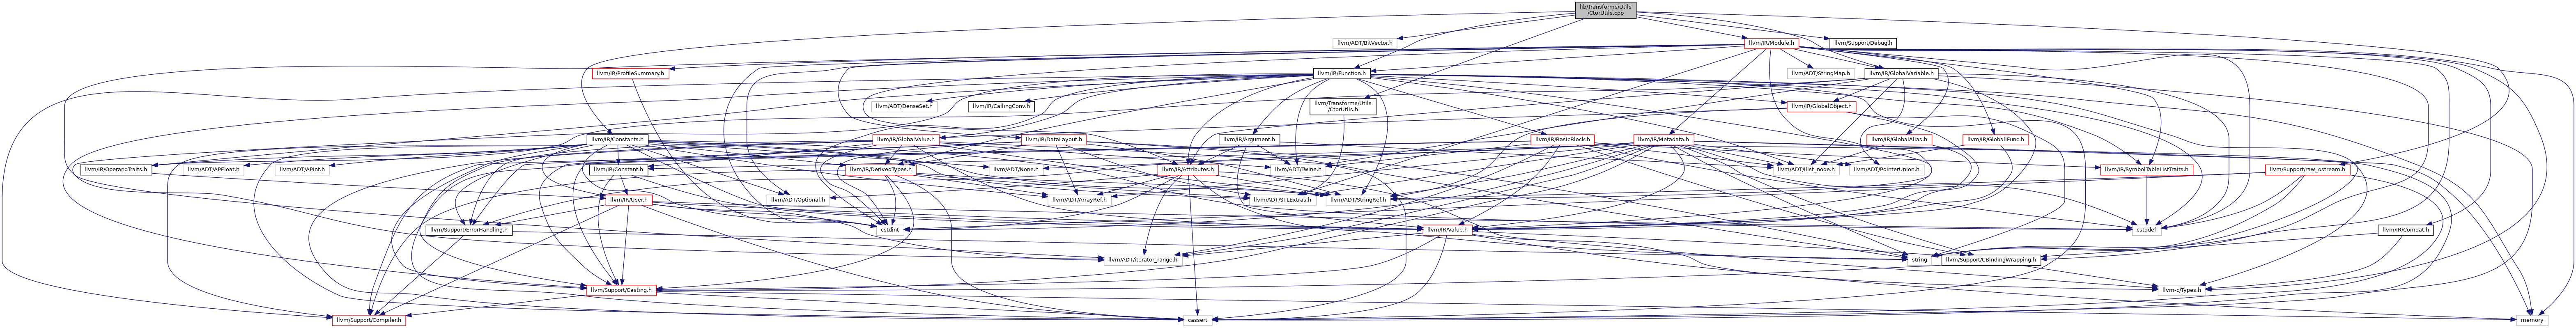 lib/Transforms/Utils
/CtorUtils.cpp
llvm/ADT/BitVector.h
llvm/IR/Module.h
llvm/Support/Debug.h
llvm/IR/ProfileSummary.h
llvm/IR/Function.h
llvm/ADT/StringMap.h
llvm/IR/GlobalVariable.h
llvm/ADT/DenseSet.h
llvm/IR/CallingConv.h
llvm/Transforms/Utils
/CtorUtils.h
llvm/IR/GlobalObject.h
llvm/IR/Constants.h
llvm/IR/GlobalValue.h
llvm/IR/DataLayout.h
llvm/IR/Argument.h
llvm/IR/BasicBlock.h
llvm/IR/Metadata.h
llvm/IR/GlobalAlias.h
llvm/IR/GlobalIFunc.h
llvm/IR/OperandTraits.h
llvm/ADT/APFloat.h
llvm/ADT/APInt.h
llvm/IR/Constant.h
llvm/IR/DerivedTypes.h
llvm/ADT/None.h
llvm/IR/Attributes.h
llvm/ADT/Twine.h
llvm/ADT/ilist_node.h
llvm/ADT/PointerUnion.h
llvm/IR/SymbolTableListTraits.h
llvm/Support/raw_ostream.h
llvm/IR/User.h
llvm/ADT/Optional.h
llvm/ADT/ArrayRef.h
llvm/ADT/STLExtras.h
llvm/ADT/StringRef.h
llvm/Support/ErrorHandling.h
cstdint
llvm/IR/Value.h
cstddef
llvm/IR/Comdat.h
llvm/ADT/iterator_range.h
string
llvm/Support/CBindingWrapping.h
llvm/Support/Casting.h
llvm-c/Types.h
llvm/Support/Compiler.h
cassert
memory